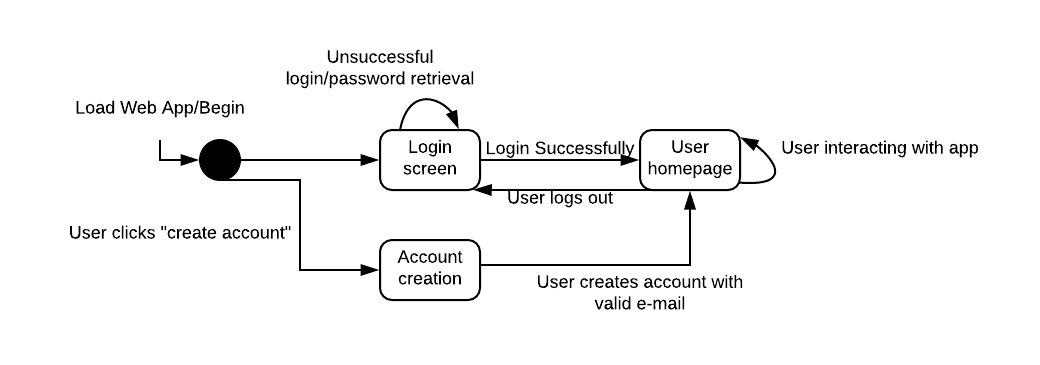 Unsuccessful
login/password retrieval
Load Web App/Begin
Login
screen
Login Successfully
User
homepage
User interacting with app
User logs out
User clicks "create account"
Account
creation
User creates account with
valid e-mail